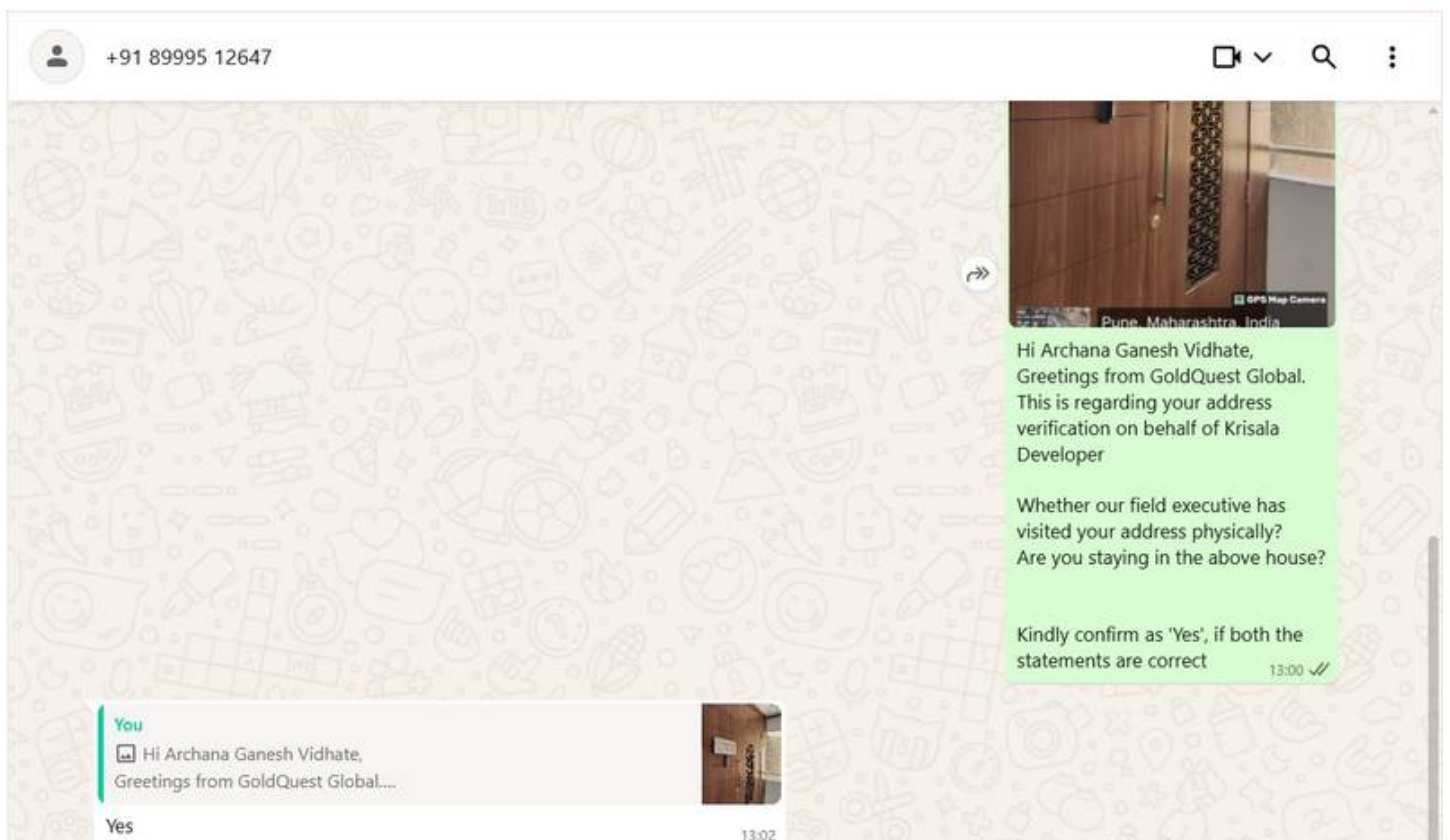 +91 89995 12647
GPS Map Camera
Pune, Maharashtra, India
Hi Archana Ganesh Vidhate,
Greetings from GoldQuest Global.
This is regarding your address
verification on behalf of Krisala
Developer
Whether our field executive has
visited your address physically?
Are you staying in the above house?
Kindly confirm as 'Yes', if both the
statements are correct
13:00
You
Hi Archana Ganesh Vidhate,
Greetings from GoldQuest Global....
Yes
13:02